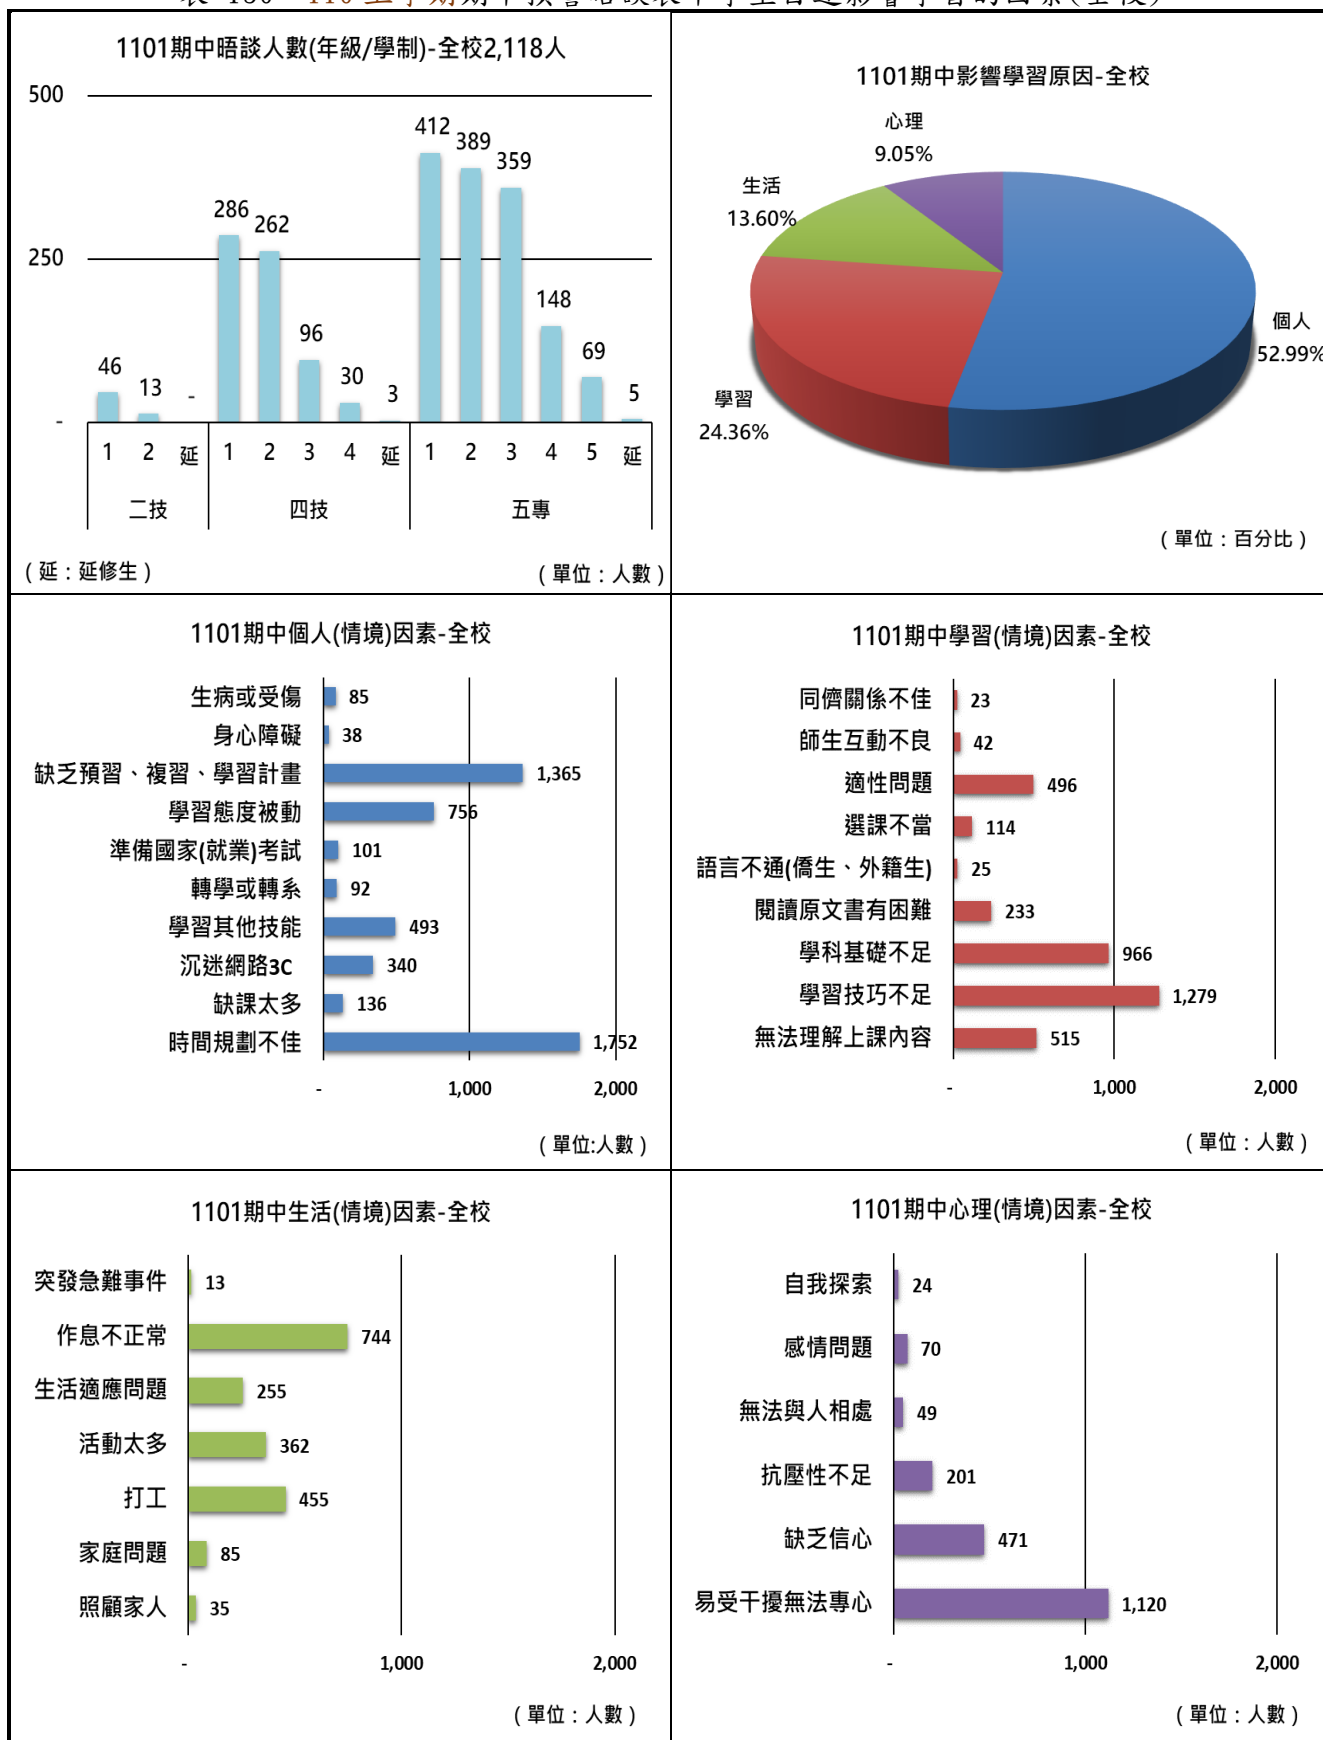 1101期中晤談人數(年級/學制)-全校2,118人
500
250
-
46
13
-
286
262
96
30
3
412
389
359
148
69
5
1 2 延 1 2 3 4 延 1 2 3 4 5 延
二技 四技 五專
(延：延修生)
(單位：人數)
1101期中影響學習原因-全校
心理
9.05%
生活
13.60%
個人
52.99%
學習
24.36%
(單位：百分比)
1101期中個人(情境)因素-全校
生病或受傷 85
身心障礙 38
缺乏預習、複習、學習計畫 1,365
學習態度被動 756
準備國家(就業)考試 101
轉學或轉系 92
學習其他技能 493
沉迷網路3C 340
缺課太多 136
時間規劃不佳 1,752
- 1,000 2,000
(單位:人數)
1101期中學習(情境)因素-全校
同儕關係不佳 23
師生互動不良 42
適性問題 496
選課不當 114
語言不通(僑生、外籍生) 25
閱讀原文書有困難 233
學科基礎不足 966
學習技巧不足 1,279
無法理解上課內容 515
- 1,000 2,000
(單位：人數)
1101期中生活(情境)因素-全校
突發急難事件 13
作息不正常 744
生活適應問題 255
活動太多 362
打工 455
家庭問題 85
照顧家人 35
- 1,000 2,000
(單位：人數)
1101期中心理(情境)因素-全校
自我探索 24
感情問題 70
無法與人相處 49
抗壓性不足 201
缺乏信心 471
易受干擾無法專心 1,120
- 1,000 2,000
(單位：人數)